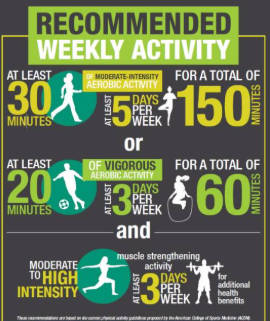 RECOMMENDED
WEEKLY ACTIVITY
AT LEAST
30
MINUTES
OF MODERATE-INTENSITY
AEROBIC ACTIVITY
AT LEAST
5 DAYS
PER
WEEK
FOR A TOTAL OF
150
MINUTES
or
AT LEAST
20
MINUTES
OF VIGOROUS
AEROBIC ACTIVITY
AT LEAST
3 DAYS
PER
WEEK
FOR A TOTAL OF
60
MINUTES
and
MODERATE
TO HIGH
INTENSITY
muscle strengthening
activity
AT LEAST
3 DAYS
PER
WEEK
for
additional
health
benefits
These recommendations are based on the current physical activity guidelines proposed by the American College of Sports Medicine (ACSM)